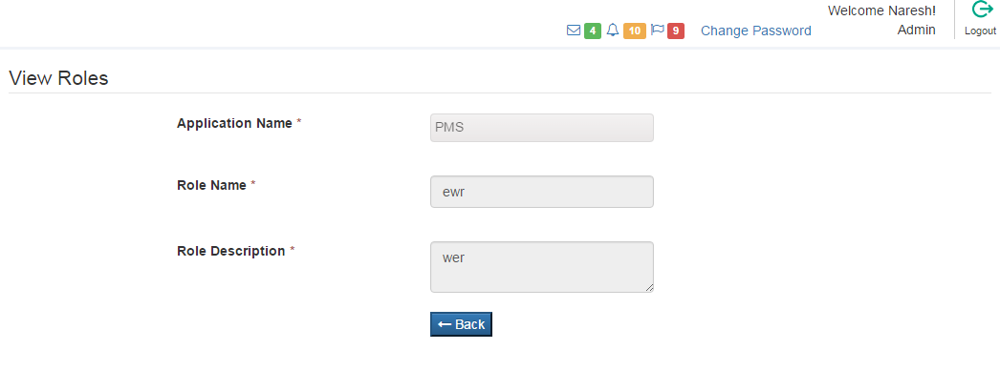 Welcome Naresh!
4 10 9 Change Password Admin Logout
View Roles
Application Name * PMS
Role Name * ewr
Role Description * wer
Back